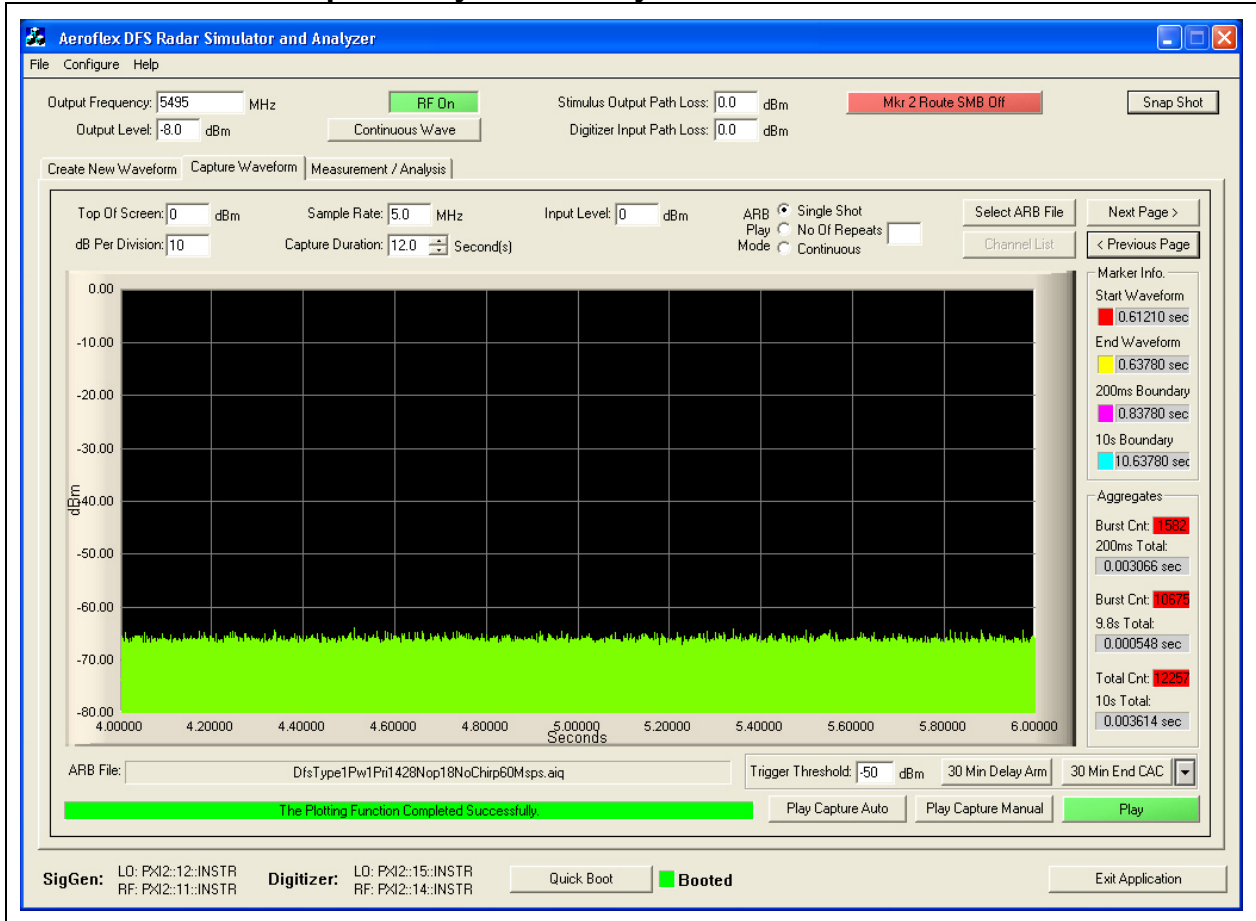 Aeroflex DFS Radar Simulator and Analyzer
File Configure Help
Output Frequency: 5495 MHz
RF On
Stimulus Output Path Loss: 0.0 dBm
Mkr 2 Route SMB Off
Snap Shot
Output Level: -8.0 dBm
Continuous Wave
Digitizer Input Path Loss: 0.0 dBm
Create New Waveform
Capture Waveform
Measurement / Analysis
Top Of Screen: 0 dBm
Sample Rate: 5.0 MHz
Input Level: 0 dBm
ARB Play Mode
Single Shot
No Of Repeats
Continuous
Select ARB File
Next Page >
dB Per Division: 10
Capture Duration: 12.0 Second(s)
Channel List
< Previous Page
0.00
-10.00
-20.00
-30.00
-40.00
-50.00
-60.00
-70.00
-80.00
dBm
4.00000 4.20000 4.40000 4.60000 4.80000 5.00000 5.20000 5.40000 5.60000 5.80000 6.00000
Seconds
Marker Info.
Start Waveform
0.61210 sec
End Waveform
0.63780 sec
200ms Boundary
0.83780 sec
10s Boundary
10.63780 sec
Aggregates
Burst Cnt: 1582
200ms Total:
0.003066 sec
Burst Cnt: 10675
9.8s Total:
0.000548 sec
Total Cnt: 12257
10s Total:
0.003614 sec
ARB File: DfsType1Pw1Pri1428Nop18NoChirp60Msps.aiq
Trigger Threshold: -50 dBm
30 Min Delay Arm
30 Min End CAC
The Plotting Function Completed Successfully.
Play Capture Auto
Play Capture Manual
Play
SigGen: LO: PXI2::12::INSTR
RF: PXI2::11::INSTR
Digitizer: LO: PXI2::15::INSTR
RF: PXI2::14::INSTR
Quick Boot
Booted
Exit Application